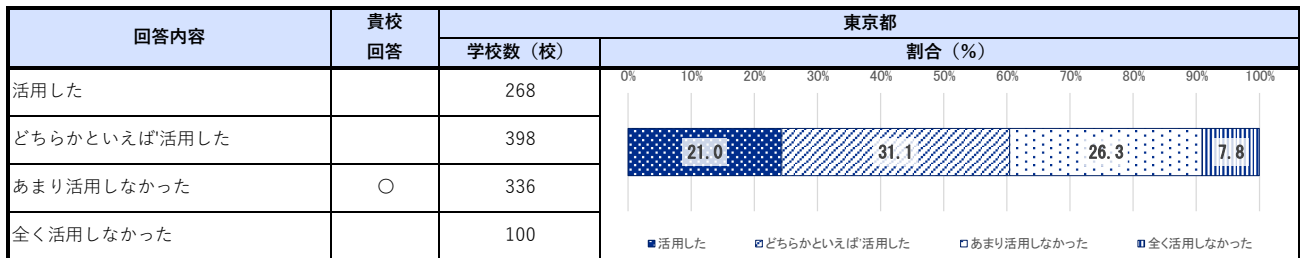 回答内容 貴校回答 東京都
学校数（校） 割合（%）
活用した 268
どちらかといえば'活用した 398
あまり活用しなかった 〇 336
全く活用しなかった 100
0% 10% 20% 30% 40% 50% 60% 70% 80% 90% 100%
21.0 31.1 26.3 7.8
活用した どちらかといえば'活用した あまり活用しなかった 全く活用しなかった